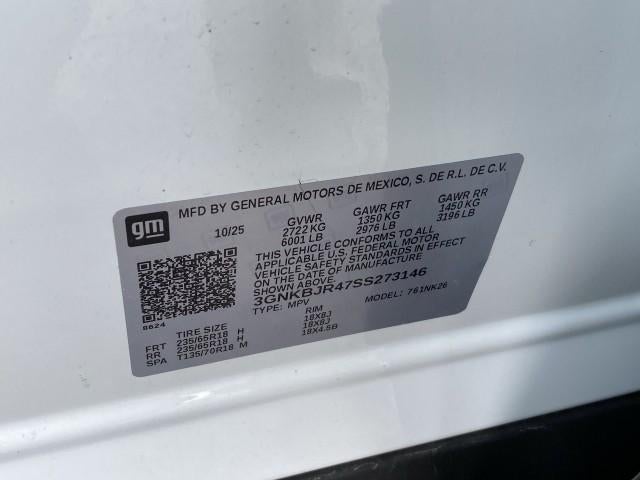 gm
MFD BY GENERAL MOTORS DE MEXICO, S. DE R.L. DE C.V.
10/25 GVWR GAWR FRT GAWR RR
2722 KG 1350 KG 1450 KG
6001 LB 2976 LB 3196 LB
THIS VEHICLE CONFORMS TO ALL
APPLICABLE U.S. FEDERAL MOTOR
VEHICLE SAFETY STANDARDS IN EFFECT
ON THE DATE OF MANUFACTURE
SHOWN ABOVE.
3GNKBJR47SS273146
TYPE: MPV MODEL: 761NK26
8624
TIRE SIZE RIM
FRT 235/65R18 H 18X8J
RR 235/65R18 H 18X8J
SPA T135/70R18 M 18X4.5B